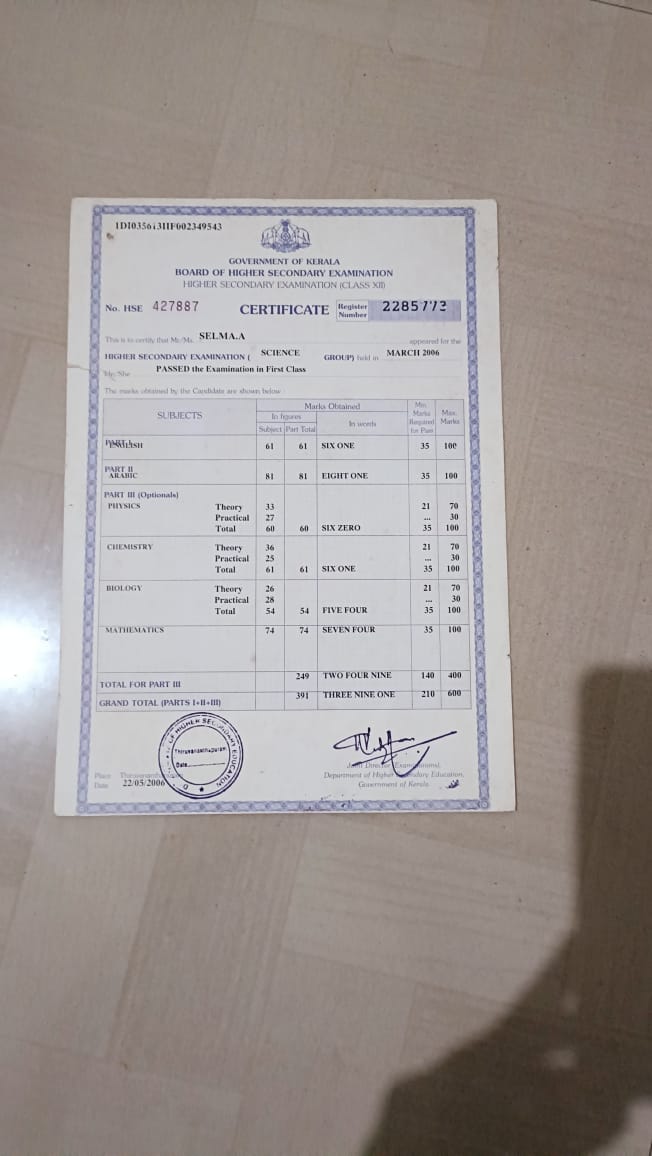 GOVERNMENT OF KERALA
BOARD OF HIGHER SECONDARY EXAMINATION
HIGHER SECONDARY EXAMINATION (CLASS XII)
No. HSE 427887 CERTIFICATE Register Number 2285773
This is to certify that Mr/Ms. SELMA.A appeared for the
HIGHER SECONDARY EXAMINATION ( SCIENCE GROUP) held in MARCH 2006
Mr/She PASSED the Examination in First Class
The marks obtained by the Candidate are shown below
SUBJECTS Marks Obtained Min. Marks Required for Pass Max. Marks
In figures In words
Subject Part Total
PART I
ENGLISH 61 61 SIX ONE 35 100
PART II
ARABIC 81 81 EIGHT ONE 35 100
PART III (Optionals)
PHYSICS Theory 33 21 70
Practical 27 ... 30
Total 60 60 SIX ZERO 35 100
CHEMISTRY Theory 36 21 70
Practical 25 ... 30
Total 61 61 SIX ONE 35 100
BIOLOGY Theory 26 21 70
Practical 28 ... 30
Total 54 54 FIVE FOUR 35 100
MATHEMATICS 74 74 SEVEN FOUR 35 100
TOTAL FOR PART III 249 TWO FOUR NINE 140 400
GRAND TOTAL (PARTS I+II+III) 391 THREE NINE ONE 210 600
OF HIGHER SECONDARY EDUCATION
Thiruvananthapuram
Date
Place Thiruvananthapuram
Date 22/05/2006
Joint Director (Examinations),
Department of Higher Secondary Education,
Government of Kerala